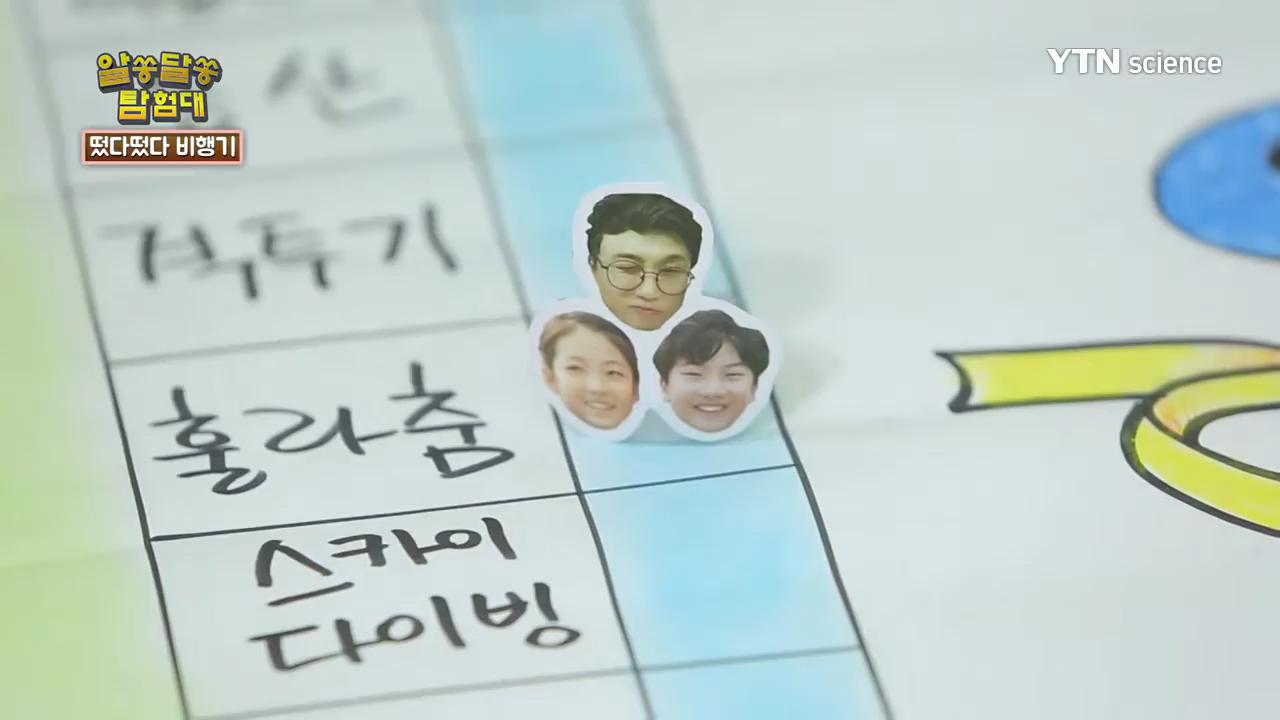 알쏭달쏭
탐험대
떴다떴다 비행기
YTN science
산
격투기
훌라춤
스카이
다이빙